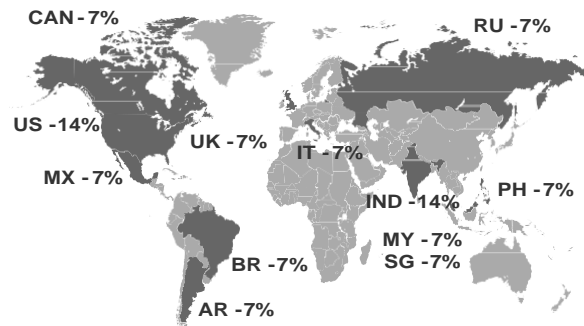 CAN -7%
RU -7%
US -14%
UK -7%
IT -7%
MX -7%
IND -14%
PH -7%
MY -7%
SG -7%
BR -7%
AR -7%